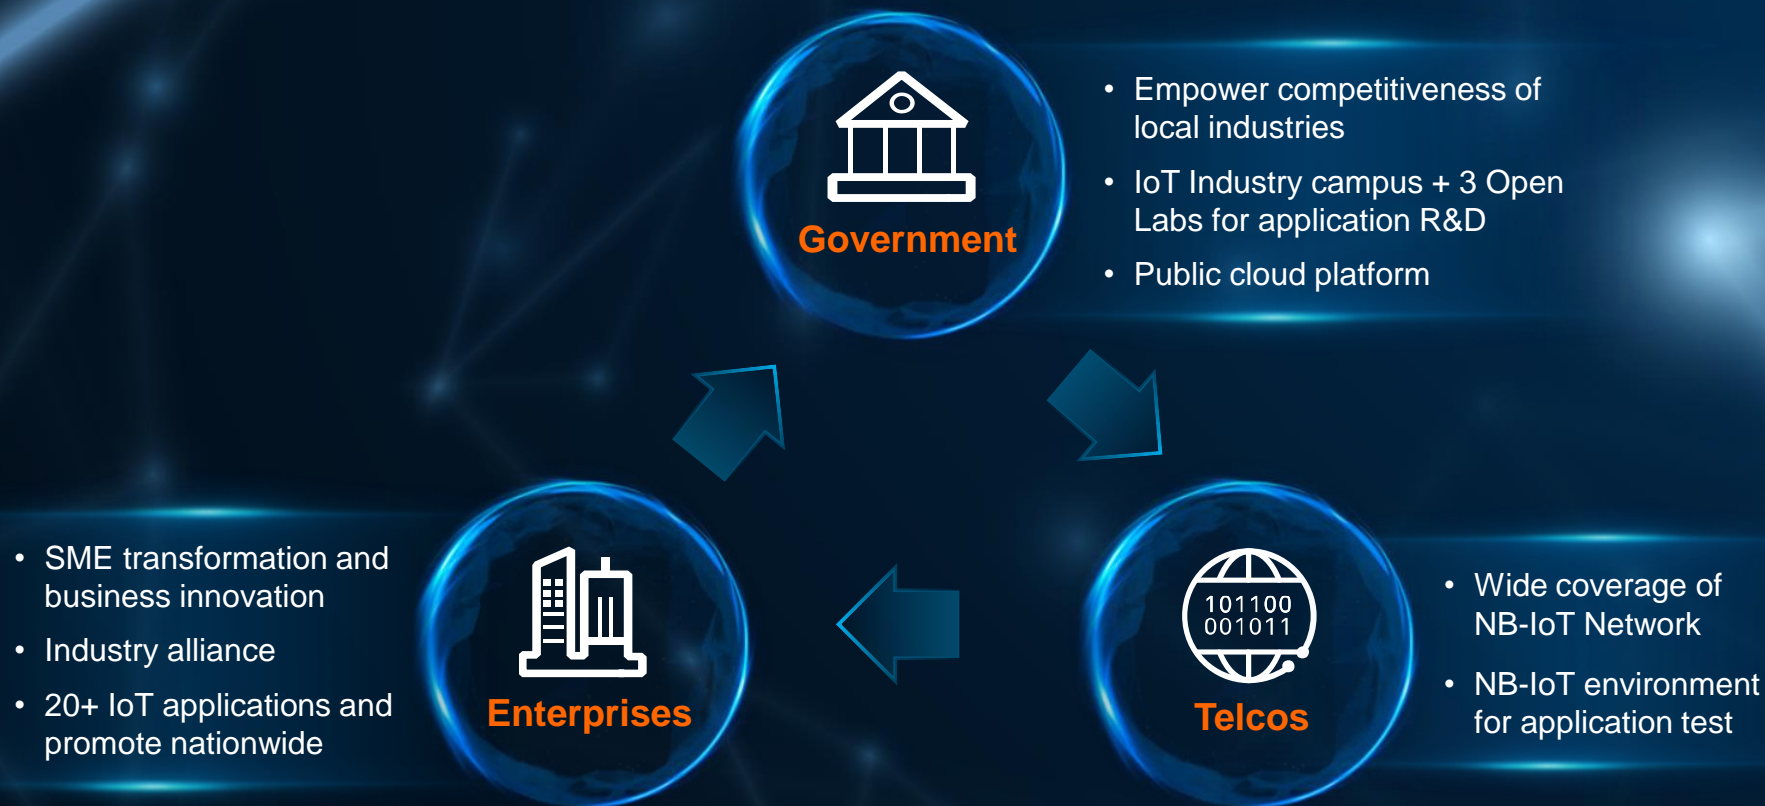 Government
• Empower competitiveness of
local industries
• IoT Industry campus + 3 Open
Labs for application R&D
• Public cloud platform
• SME transformation and
business innovation
• Industry alliance
• 20+ IoT applications and
promote nationwide
Enterprises
101100
001011
Telcos
• Wide coverage of
NB-IoT Network
• NB-IoT environment
for application test